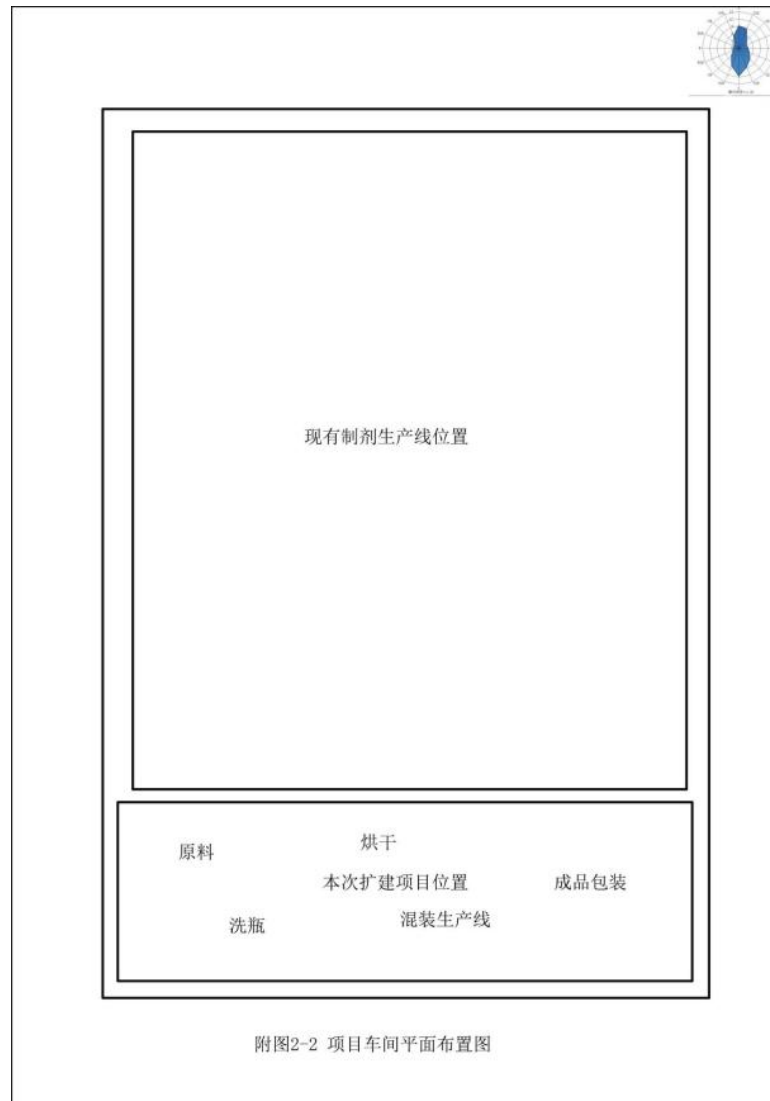 现有制剂生产线位置
烘干
原料
本次扩建项目位置
成品包装
混装生产线
洗瓶
附图2-2 项目车间平面布置图